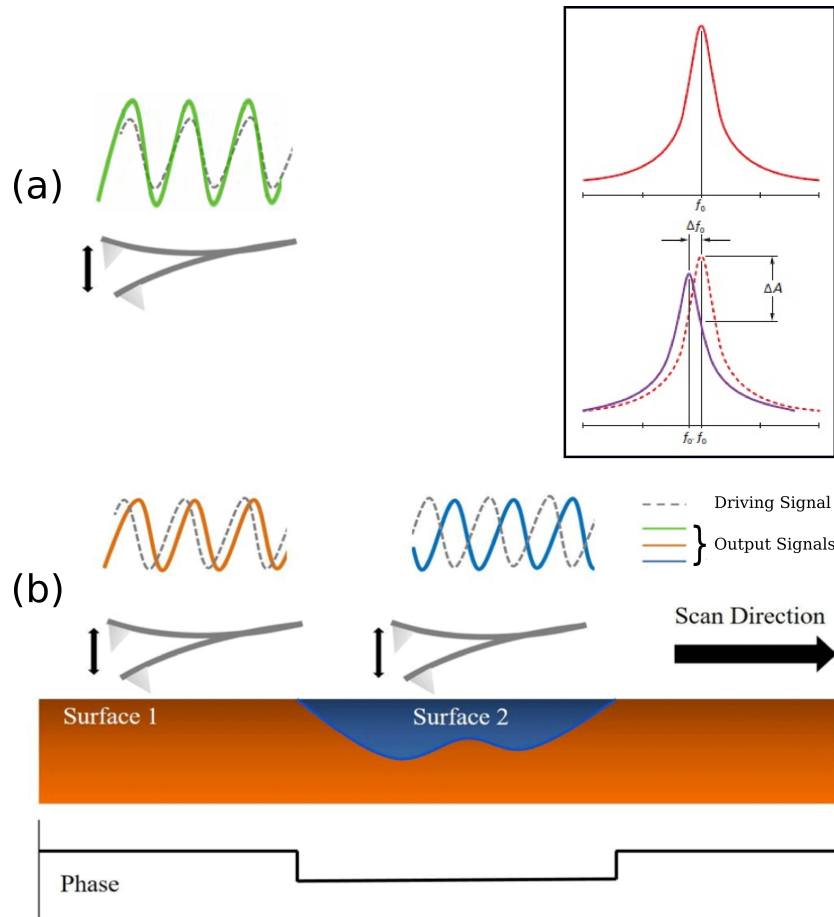 (a)
f₀
Δf₀
ΔA
f₀' f₀
Driving Signal
Output Signals
(b)
Scan Direction
Surface 1
Surface 2
Phase